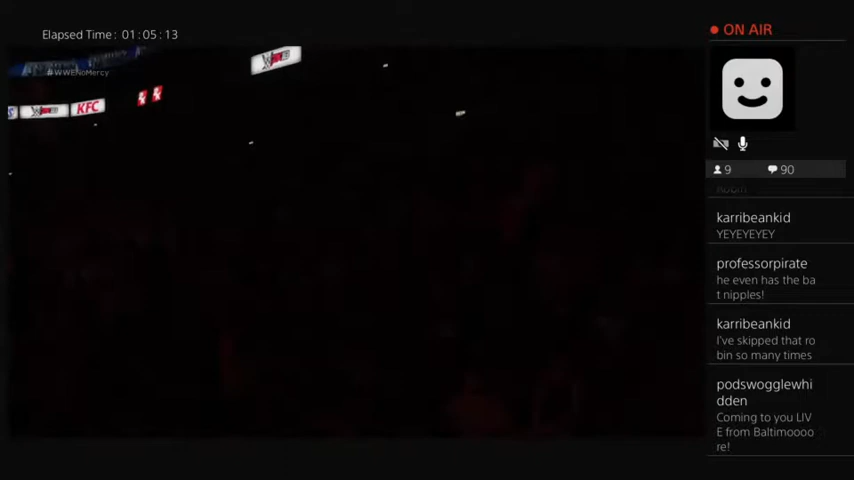 Elapsed Time : 01:05:13
#WWENoMercy
KFC
ON AIR
9
90
Room
karribeankid
YEYEYEYEY
professorpirate
he even has the ba
t nipples!
karribeankid
I've skipped that ro
bin so many times
podswogglewhi
dden
Coming to you LIV
E from Baltimoooo
re!